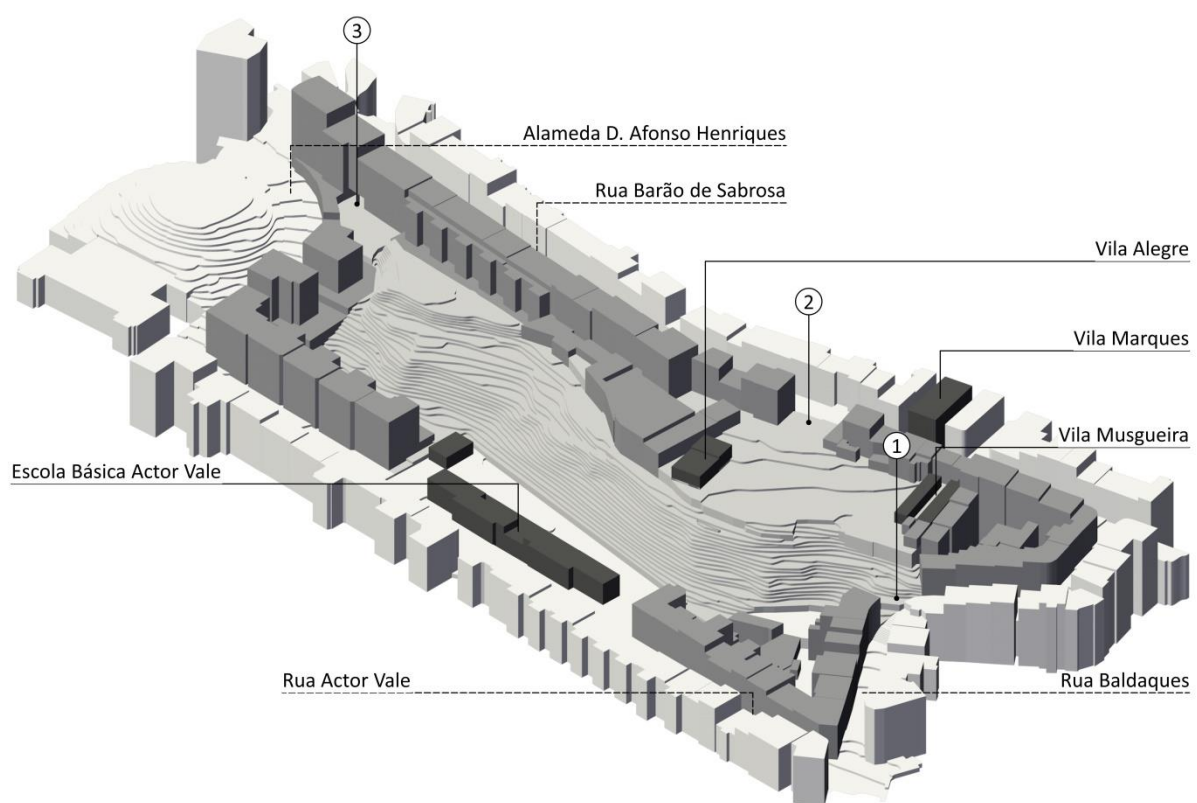 3
Alameda D. Afonso Henriques
Rua Barão de Sabrosa
Vila Alegre
2
Vila Marques
1
Vila Musgueira
Escola Básica Actor Vale
Rua Actor Vale
Rua Baldaques